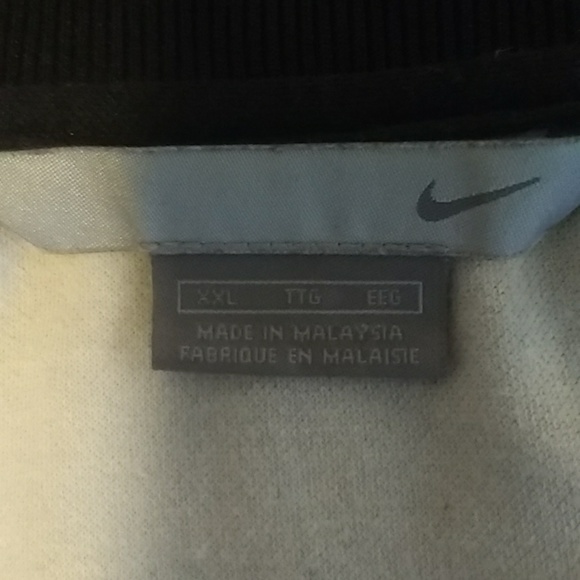 XXL TTG EEG
MADE IN MALAYSIA
FABRIQUE EN MALAISIE